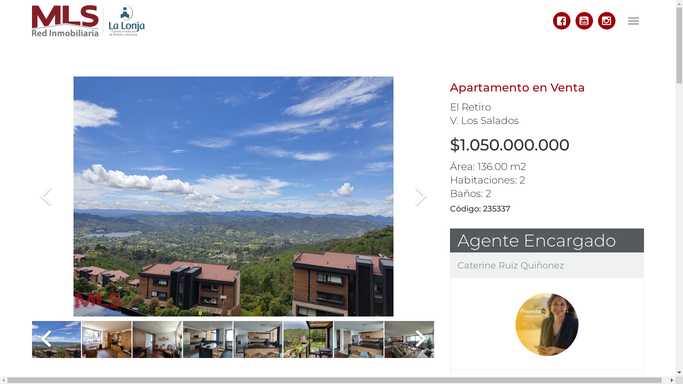 MLS
Red Inmobiliaria
La Lonja
Apartamento en Venta
El Retiro
V. Los Salados
$1.050.000.000
Área: 136.00 m2
Habitaciones: 2
Baños: 2
Código: 235337
Agente Encargado
Caterine Ruiz Quiñonez
MLS